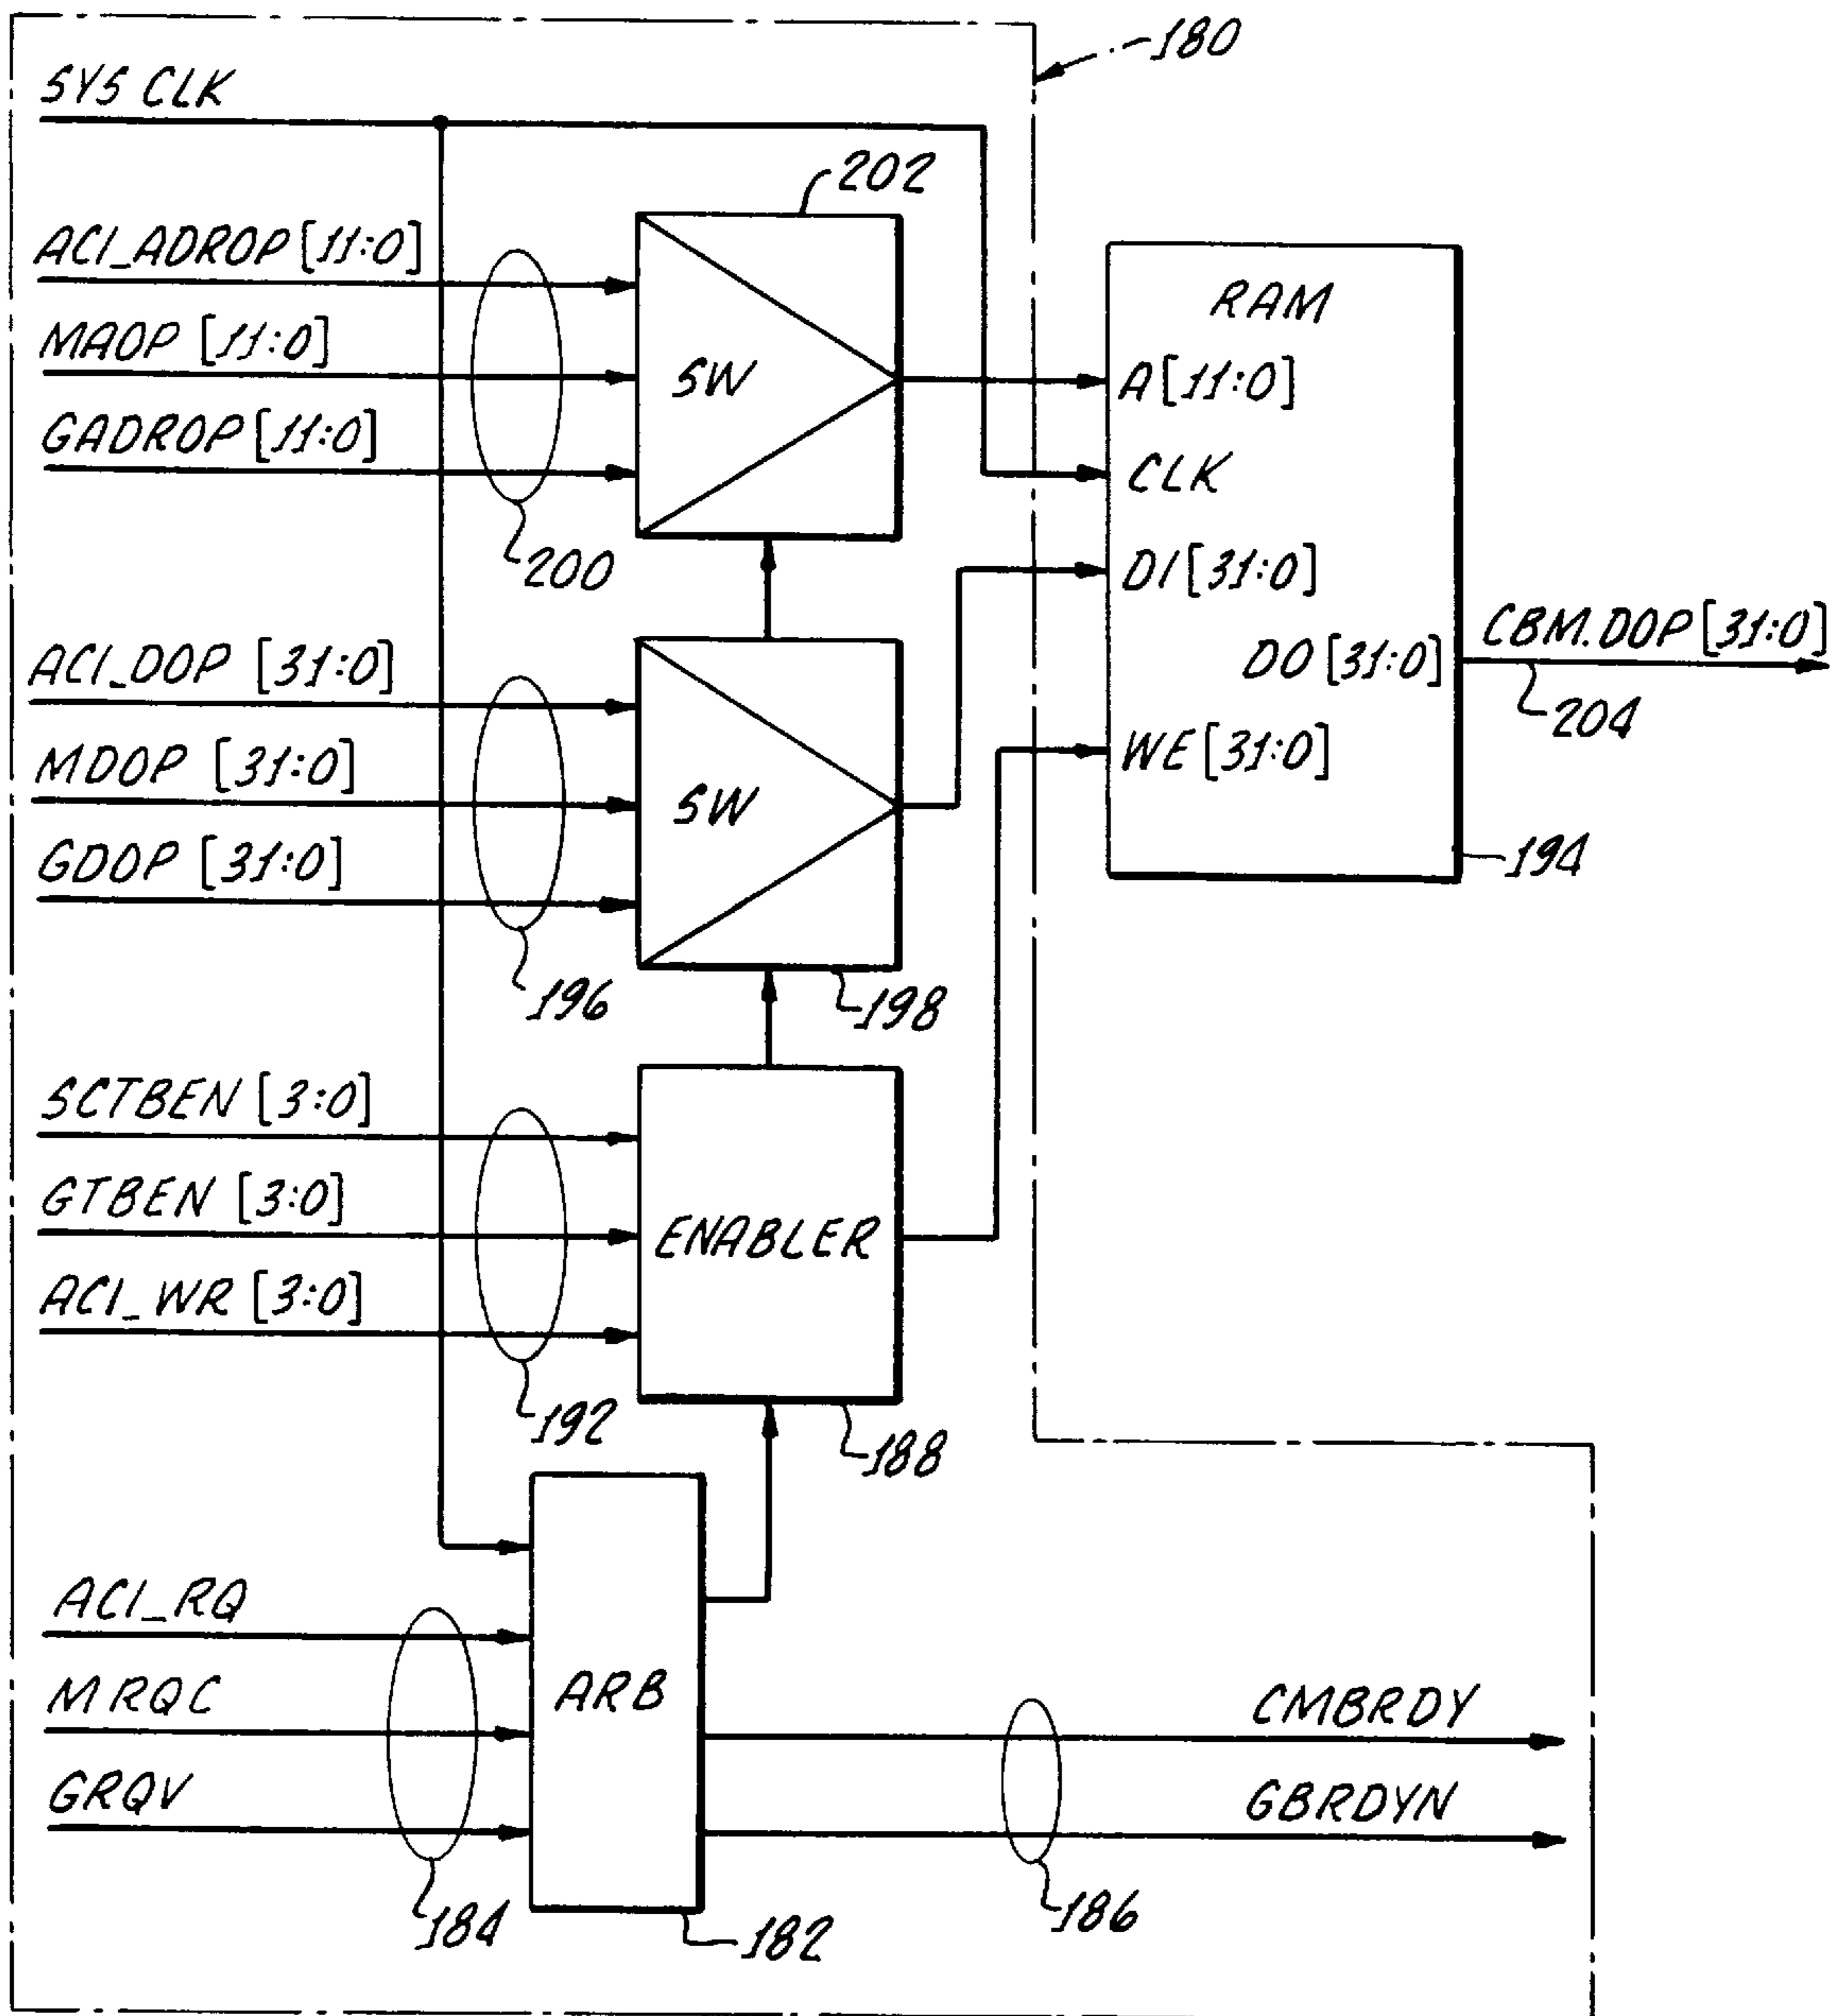 180
SYS CLK
202
ACI_ADROP [11:0]
MAOP [11:0]
GADROP [11:0]
SW
200
RAM
A [11:0]
CLK
DI [31:0]
DO [31:0]
WE [31:0]
CBM.DOP [31:0]
204
194
ACI_DOP [31:0]
MDOP [31:0]
GDOP [31:0]
SW
196
198
SCTBEN [3:0]
GTBEN [3:0]
ACI_WR [3:0]
ENABLER
192
188
ACI_RQ
MRQC
GRQV
ARB
CMBRDY
GBRDYN
184
182
186